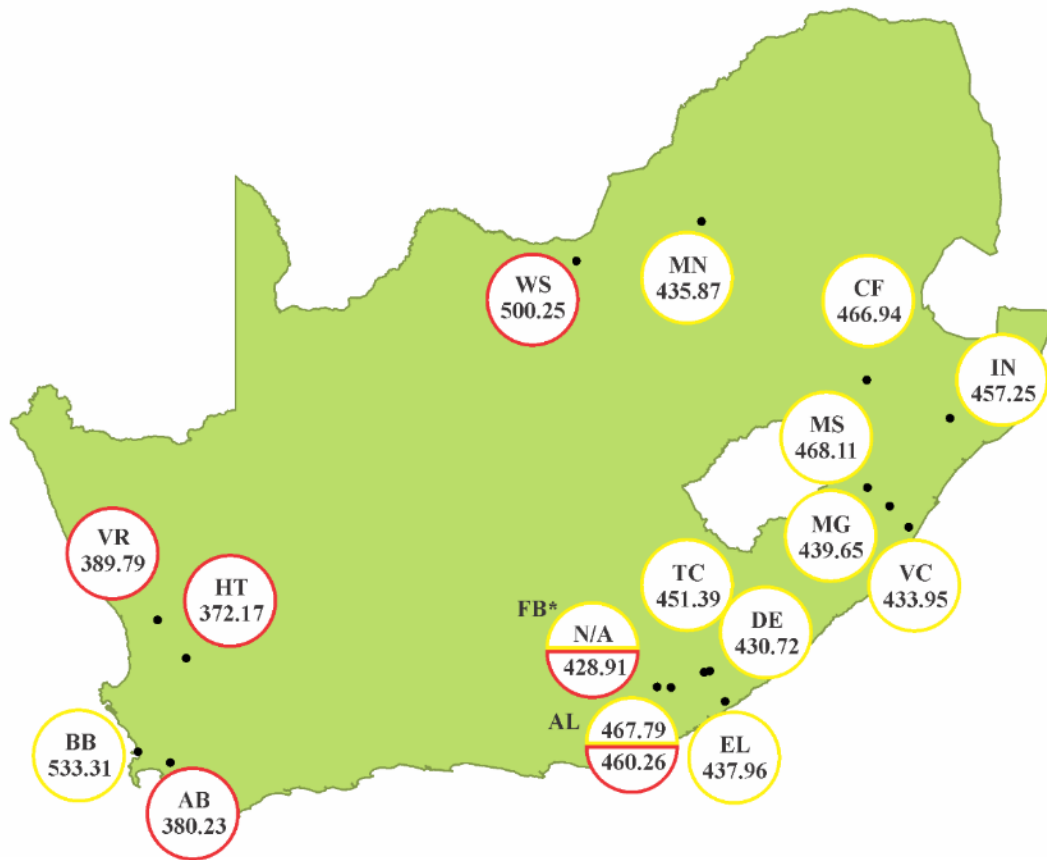 MN
435.87
WS
500.25
CF
466.94
IN
457.25
MS
468.11
MG
439.65
VR
389.79
HT
372.17
TC
451.39
VC
433.95
FB*
N/A
428.91
DE
430.72
AL
467.79
460.26
EL
437.96
BB
533.31
AB
380.23